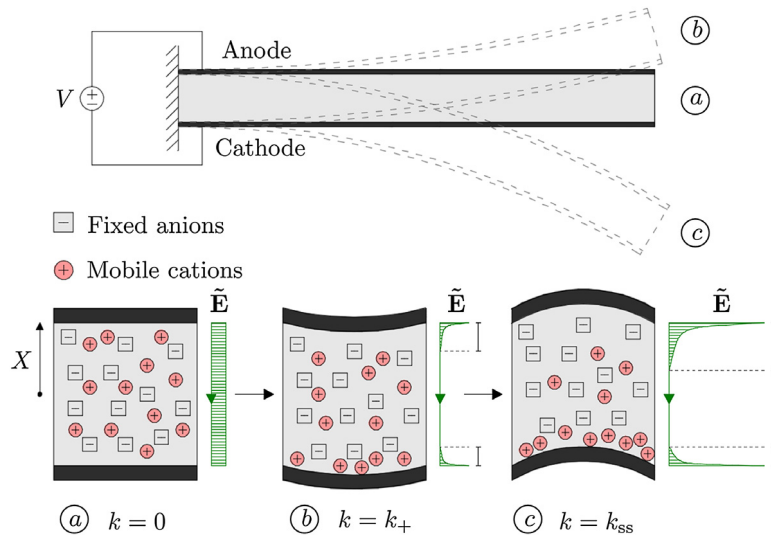 Anode
b
V
a
Cathode
c
Fixed anions
Mobile cations
Ẽ
Ẽ
Ẽ
X
a k = 0
b k = k₊
c k = kₛₛ